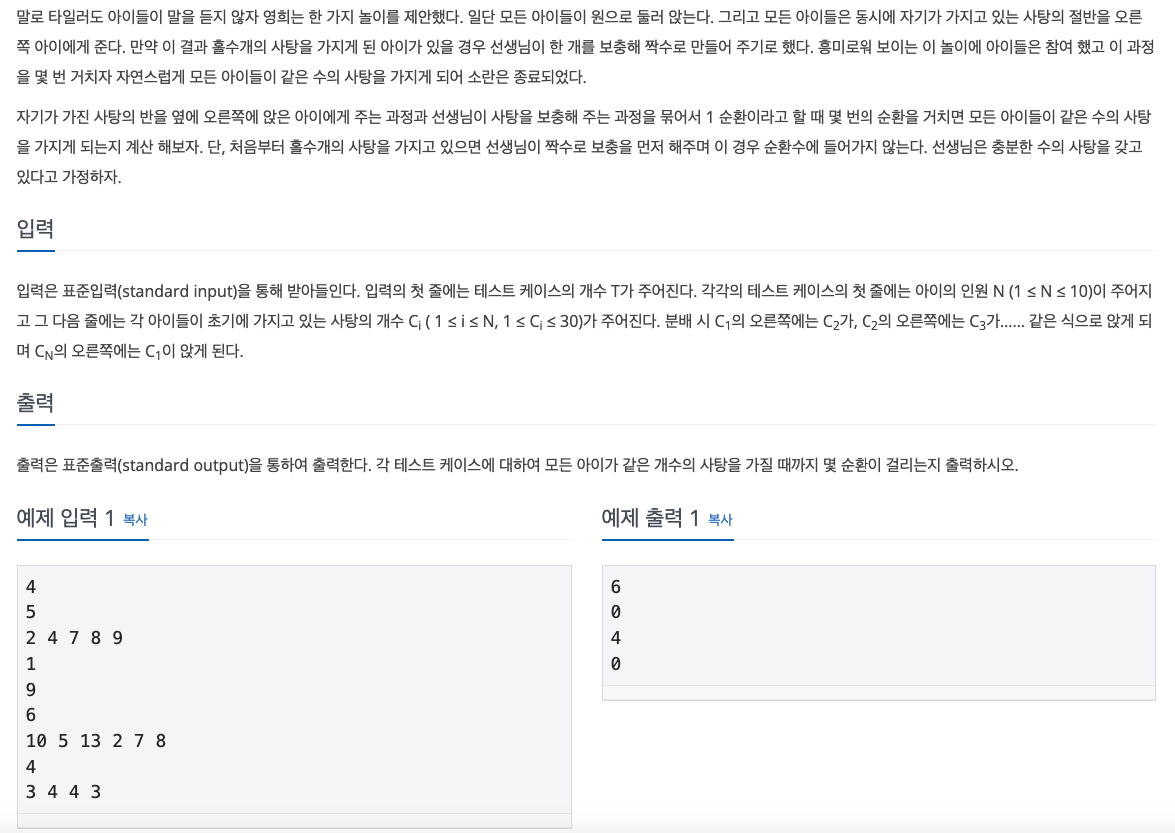 말로 타일러도 아이들이 말을 듣지 않자 영희는 한 가지 놀이를 제안했다. 일단 모든 아이들이 원으로 둘러 앉는다. 그리고 모든 아이들은 동시에 자기가 가지고 있는 사탕의 절반을 오른
쪽 아이에게 준다. 만약 이 결과 홀수개의 사탕을 가지게 된 아이가 있을 경우 선생님이 한 개를 보충해 짝수로 만들어 주기로 했다. 흥미로워 보이는 이 놀이에 아이들은 참여 했고 이 과정
을 몇 번 거치자 자연스럽게 모든 아이들이 같은 수의 사탕을 가지게 되어 소란은 종료되었다.
자기가 가진 사탕의 반을 옆에 오른쪽에 앉은 아이에게 주는 과정과 선생님이 사탕을 보충해 주는 과정을 묶어서 1 순환이라고 할 때 몇 번의 순환을 거치면 모든 아이들이 같은 수의 사탕
을 가지게 되는지 계산 해보자. 단, 처음부터 홀수개의 사탕을 가지고 있으면 선생님이 짝수로 보충을 먼저 해주며 이 경우 순환수에 들어가지 않는다. 선생님은 충분한 수의 사탕을 갖고
있다고 가정하자.
입력
입력은 표준입력(standard input)을 통해 받아들인다. 입력의 첫 줄에는 테스트 케이스의 개수 T가 주어진다. 각각의 테스트 케이스의 첫 줄에는 아이의 인원 N (1 ≤ N ≤ 10)이 주어지
고 그 다음 줄에는 각 아이들이 초기에 가지고 있는 사탕의 개수 Ci ( 1 ≤ i ≤ N, 1 ≤ Ci ≤ 30)가 주어진다. 분배 시 C1의 오른쪽에는 C2가, C2의 오른쪽에는 C3가…… 같은 식으로 앉게 되
며 CN의 오른쪽에는 C1이 앉게 된다.
출력
출력은 표준출력(standard output)을 통하여 출력한다. 각 테스트 케이스에 대하여 모든 아이가 같은 개수의 사탕을 가질 때까지 몇 순환이 걸리는지 출력하시오.
예제 입력 1 복사
4
5
2 4 7 8 9
1
9
6
10 5 13 2 7 8
4
3 4 4 3
예제 출력 1 복사
6
0
4
0